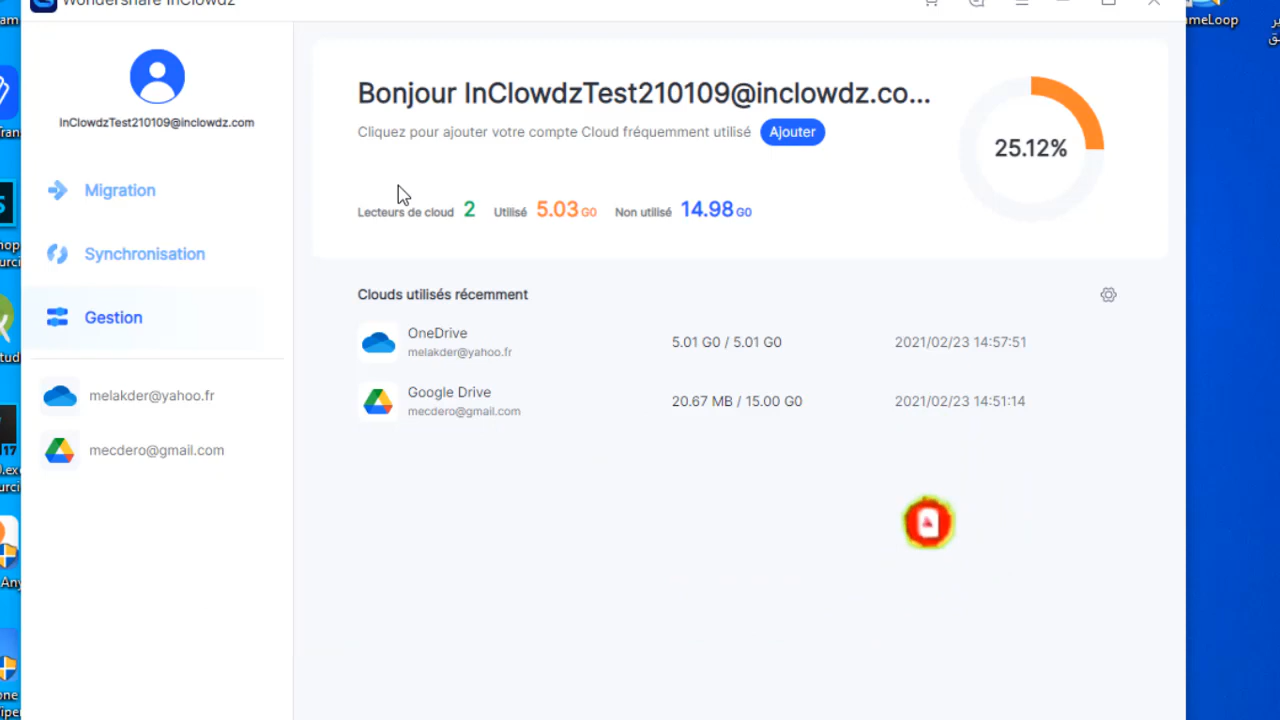 Wondershare InClowdz
InClowdzTest210109@inclowdz.com
Migration
Synchronisation
Gestion
melakder@yahoo.fr
mecdero@gmail.com
Bonjour InClowdzTest210109@inclowdz.co...
Cliquez pour ajouter votre compte Cloud fréquemment utilisé Ajouter
Lecteurs de cloud 2 Utilisé 5.03 GO Non utilisé 14.98 GO
25.12%
Clouds utilisés récemment
OneDrive
melakder@yahoo.fr
5.01 GO / 5.01 GO
2021/02/23 14:57:51
Google Drive
mecdero@gmail.com
20.67 MB / 15.00 GO
2021/02/23 14:51:14
meLoop